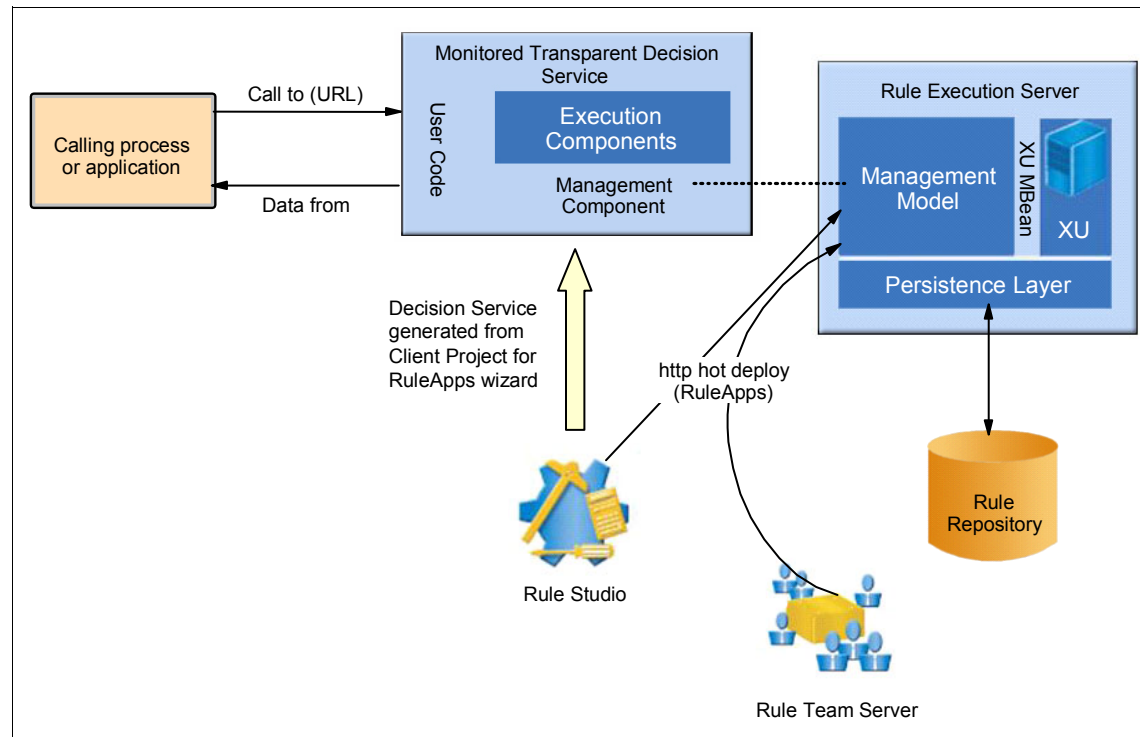 Monitored Transparent Decision
Service
Call to (URL)
Calling process
or application
Data from
User Code
Execution
Components
Management
Component
Rule Execution Server
Management
Model
XU MBean
XU
Persistence Layer
Decision Service
generated from
Client Project for
RuleApps wizard
http hot deploy
(RuleApps)
Rule
Repository
Rule Studio
Rule Team Server